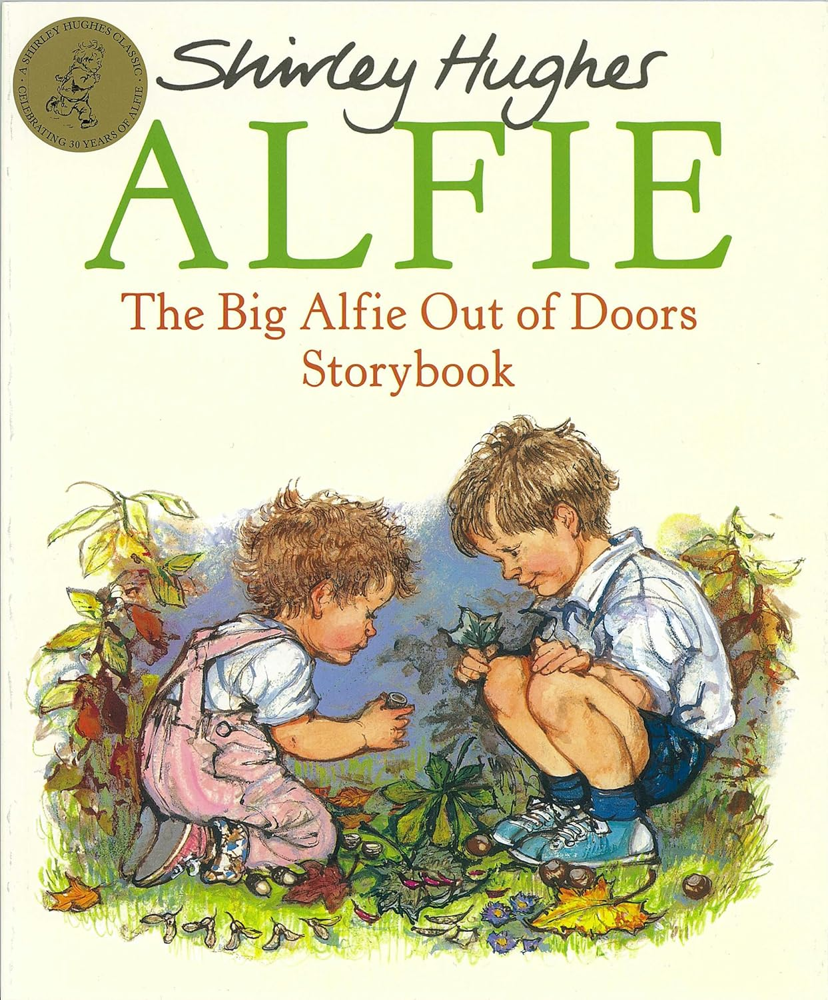 · A SHIRLEY HUGHES CLASSIC ·
CELEBRATING 30 YEARS OF ALFIE
Shirley Hughes
ALFIE
The Big Alfie Out of Doors
Storybook